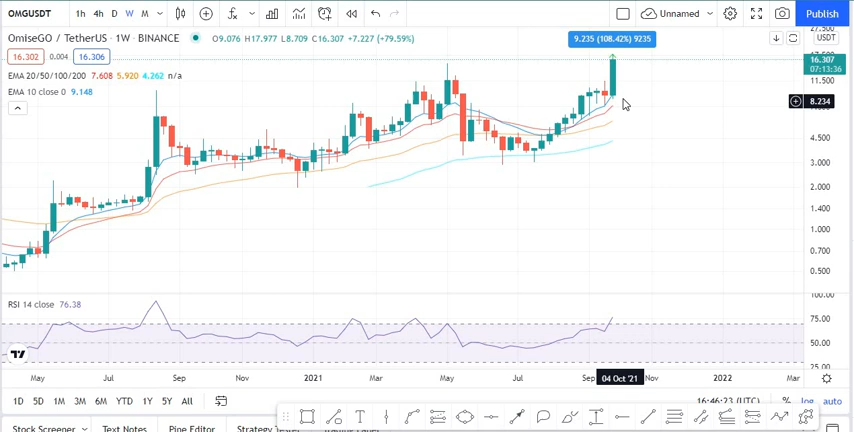 OMGUSDT 1h 4h D W M Unnamed Publish
OmiseGO / TetherUS · 1W · BINANCE O9.076 H17.977 L8.709 C16.307 +7.227 (+79.59%)
9.235 (108.42%) 9235
USDT
16.302 0.004 16.306
EMA 20/50/100/200 7.608 5.920 4.262 n/a
EMA 10 close 0 9.148
16.307
07:13:36
11.500
8.234
4.500
3.000
2.000
1.400
1.000
0.700
0.500
RSI 14 close 76.38
100.00
75.00
50.00
25.00
May Jul Sep Nov 2021 Mar May Jul Sep 04 Oct '21 Nov 2022 Mar
1D 5D 1M 3M 6M YTD 1Y 5Y All 16:46:23 (UTC) % log auto
Stock Screener Text Notes Pine Editor Strategy Tester